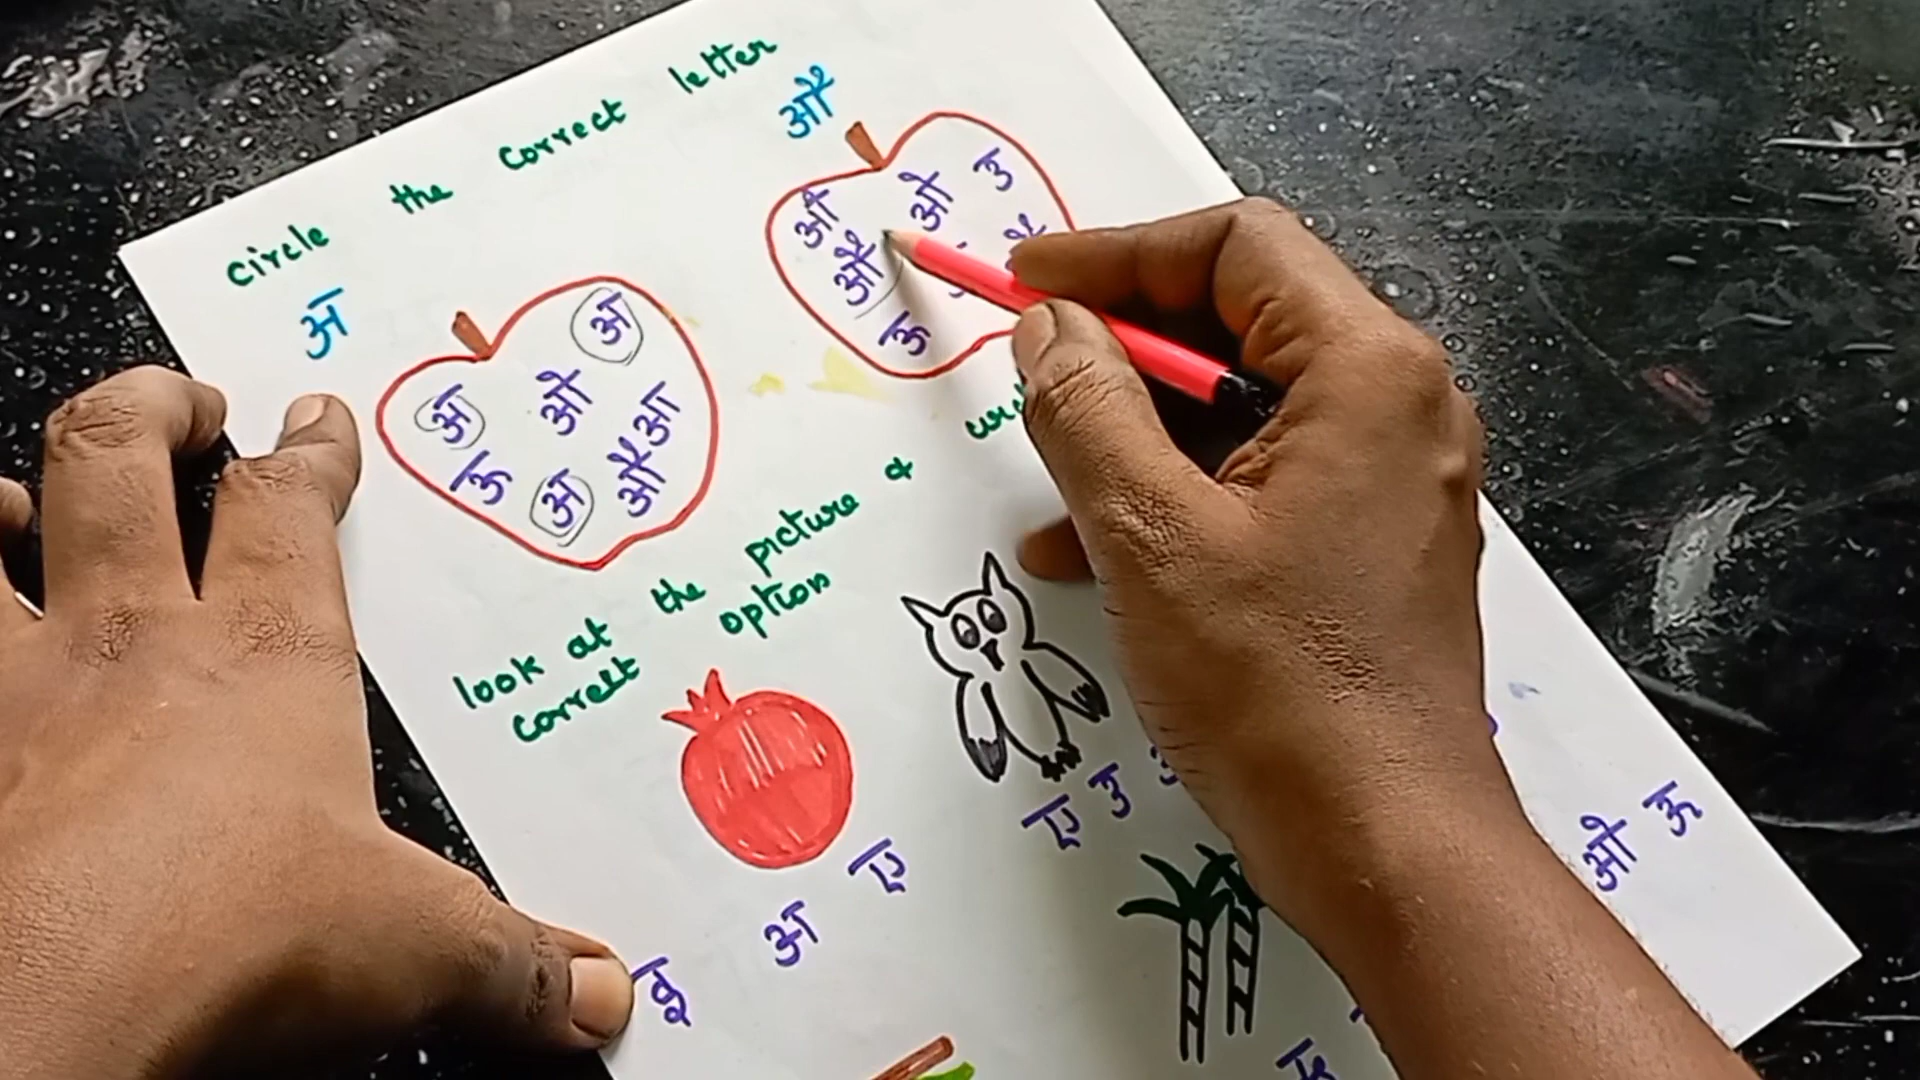 circle the correct letter
अ
औ
अ ओ अ
ऊ अ औ आ
ओ उ
औ
ऊ
look at the picture &
correct option
इ अ ए
ए उ
ओ ऊ